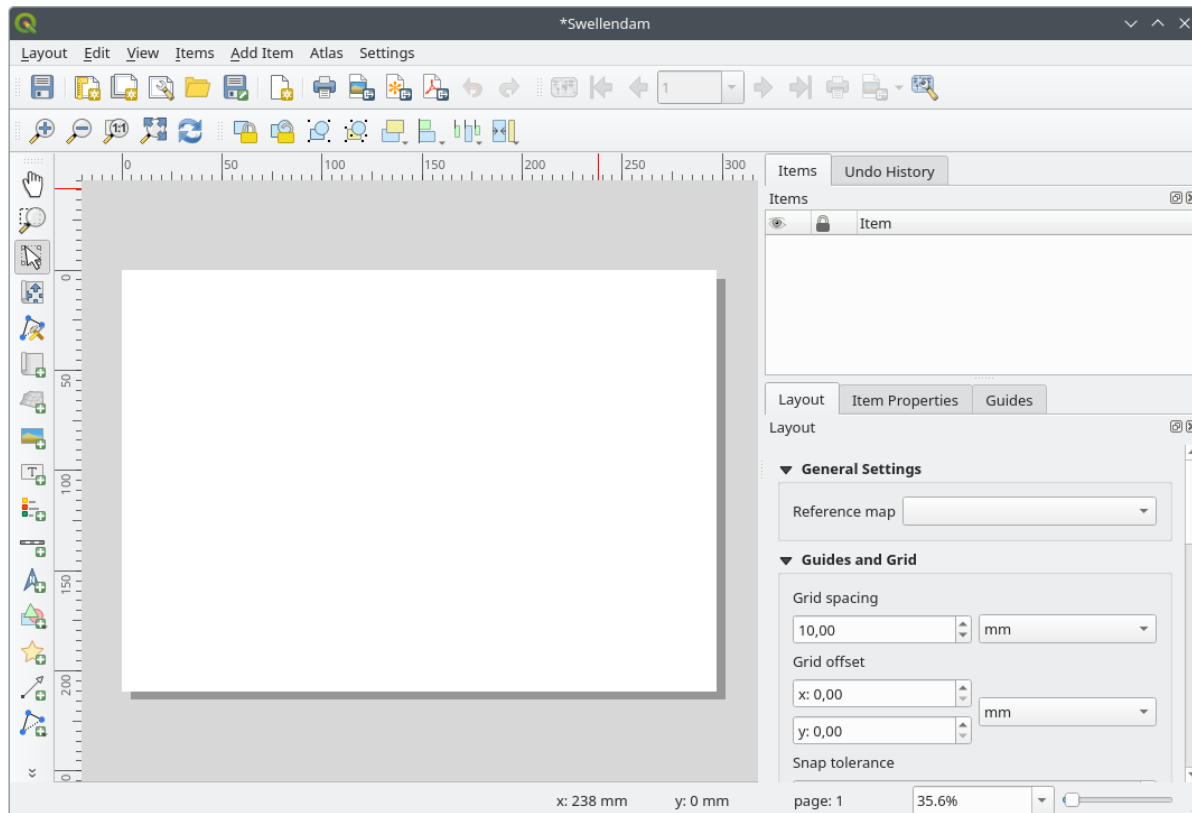 *Swellendam
Layout Edit View Items Add Item Atlas Settings
1
1:1
0 50 100 150 200 250 300
Items Undo History
Items
Item
0
50
100
150
200
0
T
N
Layout Item Properties Guides
Layout
General Settings
Reference map
Guides and Grid
Grid spacing
10,00 mm
Grid offset
x: 0,00
mm
y: 0,00
Snap tolerance
x: 238 mm y: 0 mm page: 1 35.6%